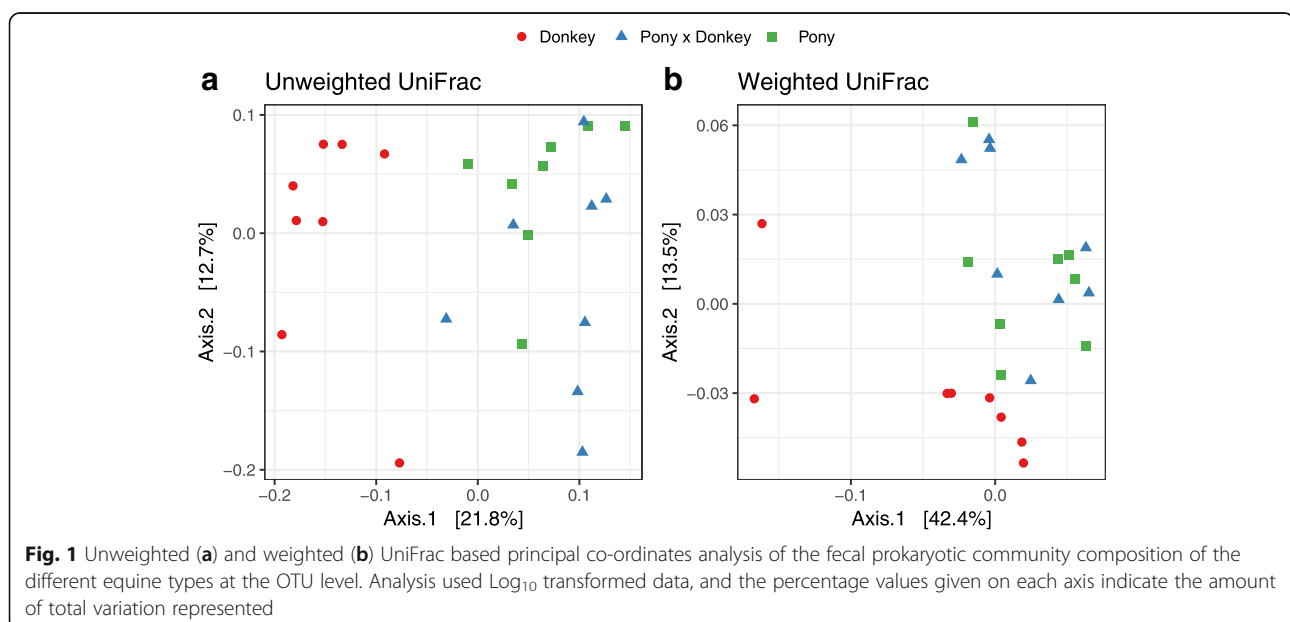 Donkey Pony x Donkey Pony
a Unweighted UniFrac
b Weighted UniFrac
Axis.2 [12.7%]
0.1
0.0
−0.1
−0.2
−0.2 −0.1 0.0 0.1
Axis.1 [21.8%]
Axis.2 [13.5%]
0.06
0.03
0.00
−0.03
−0.1 0.0
Axis.1 [42.4%]
Fig. 1 Unweighted (a) and weighted (b) UniFrac based principal co-ordinates analysis of the fecal prokaryotic community composition of the
different equine types at the OTU level. Analysis used Log10 transformed data, and the percentage values given on each axis indicate the amount
of total variation represented